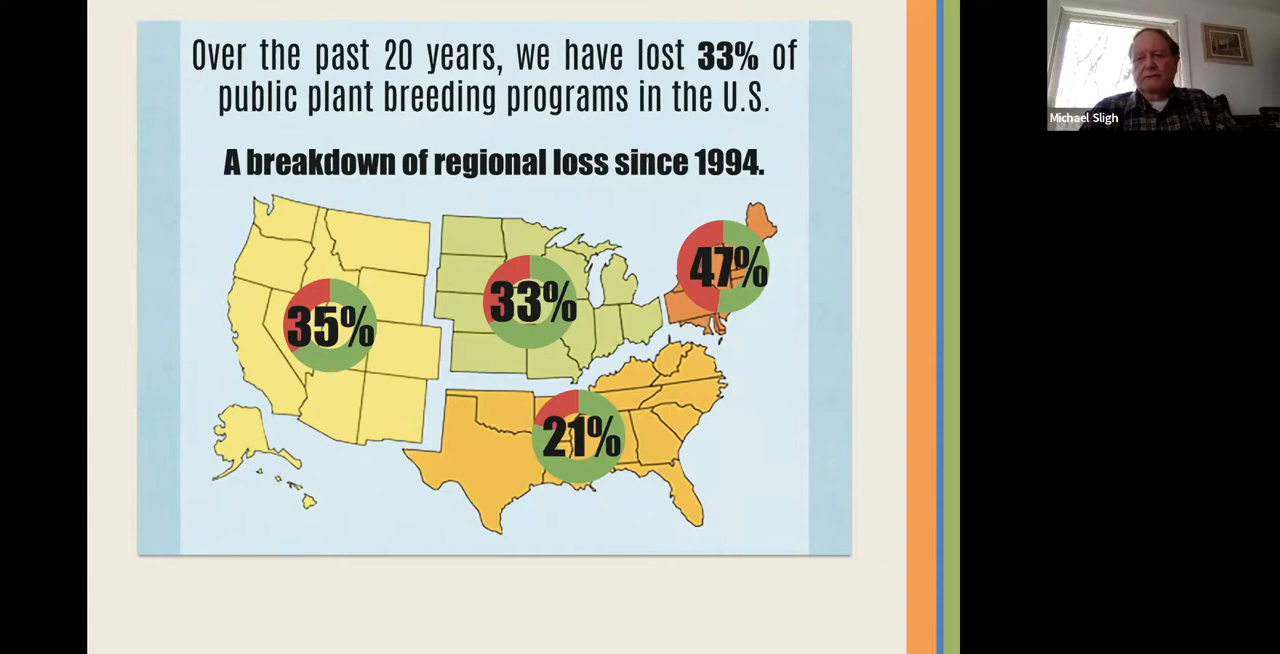 Over the past 20 years, we have lost 33% of
public plant breeding programs in the U.S.
A breakdown of regional loss since 1994.
47%
33%
35%
21%
Michael Sligh